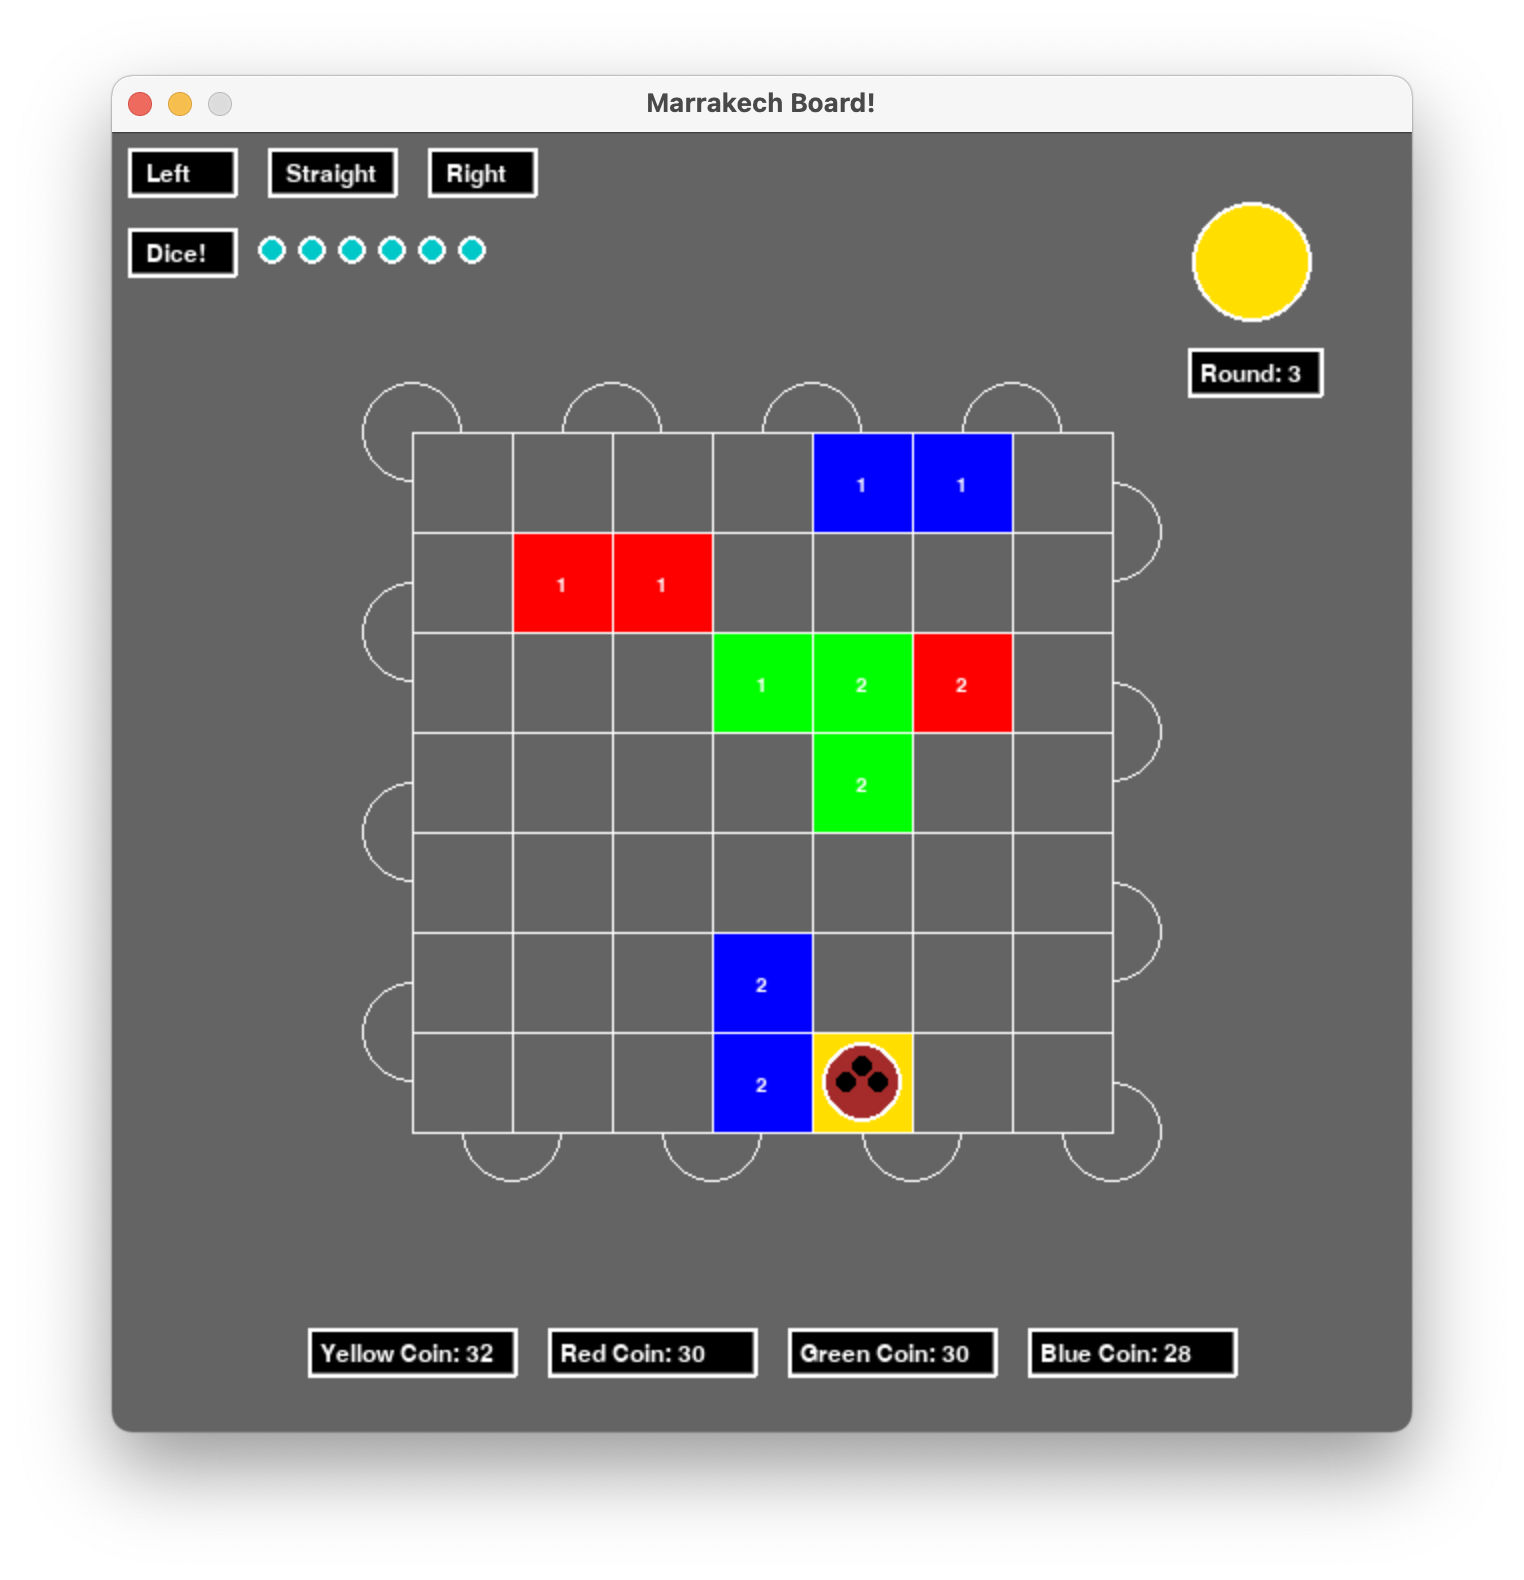 Marrakech Board!
Left Straight Right
Dice!
Round: 3
1 1
1 1
1 2 2
2
2
2
Yellow Coin: 32 Red Coin: 30 Green Coin: 30 Blue Coin: 28